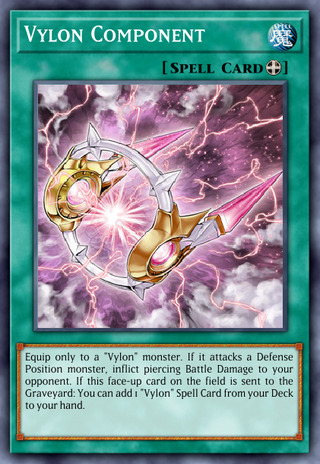 Vylon Component
[Spell Card]
Equip only to a "Vylon" monster. If it attacks a Defense
Position monster, inflict piercing Battle Damage to your
opponent. If this face-up card on the field is sent to the
Graveyard: You can add 1 "Vylon" Spell Card from your Deck
to your hand.